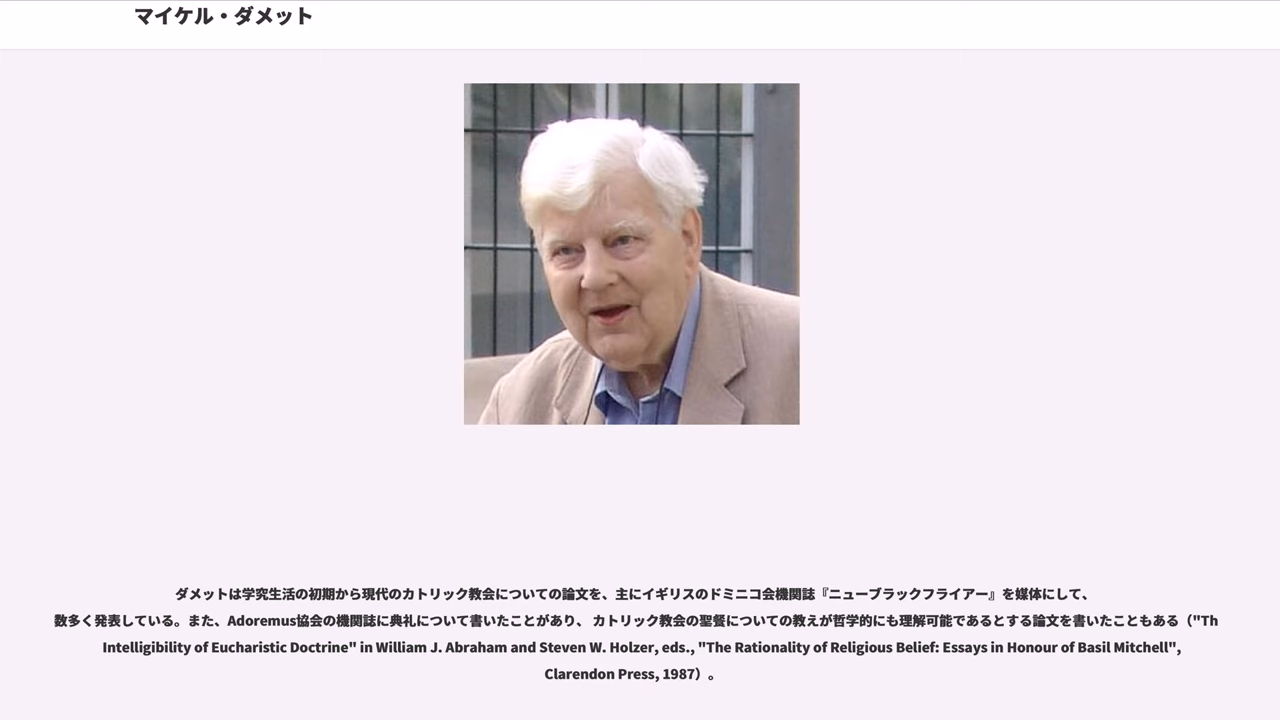 マイケル・ダメット
ダメットは学究生活の初期から現代のカトリック教会についての論文を、主にイギリスのドミニコ会機関誌『ニューブラックフライアー』を媒体にして、
数多く発表している。また、Adoremus協会の機関誌に典礼について書いたことがあり、 カトリック教会の聖餐についての教えが哲学的にも理解可能であるとする論文を書いたこともある（"Th
Intelligibility of Eucharistic Doctrine" in William J. Abraham and Steven W. Holzer, eds., "The Rationality of Religious Belief: Essays in Honour of Basil Mitchell",
Clarendon Press, 1987）。